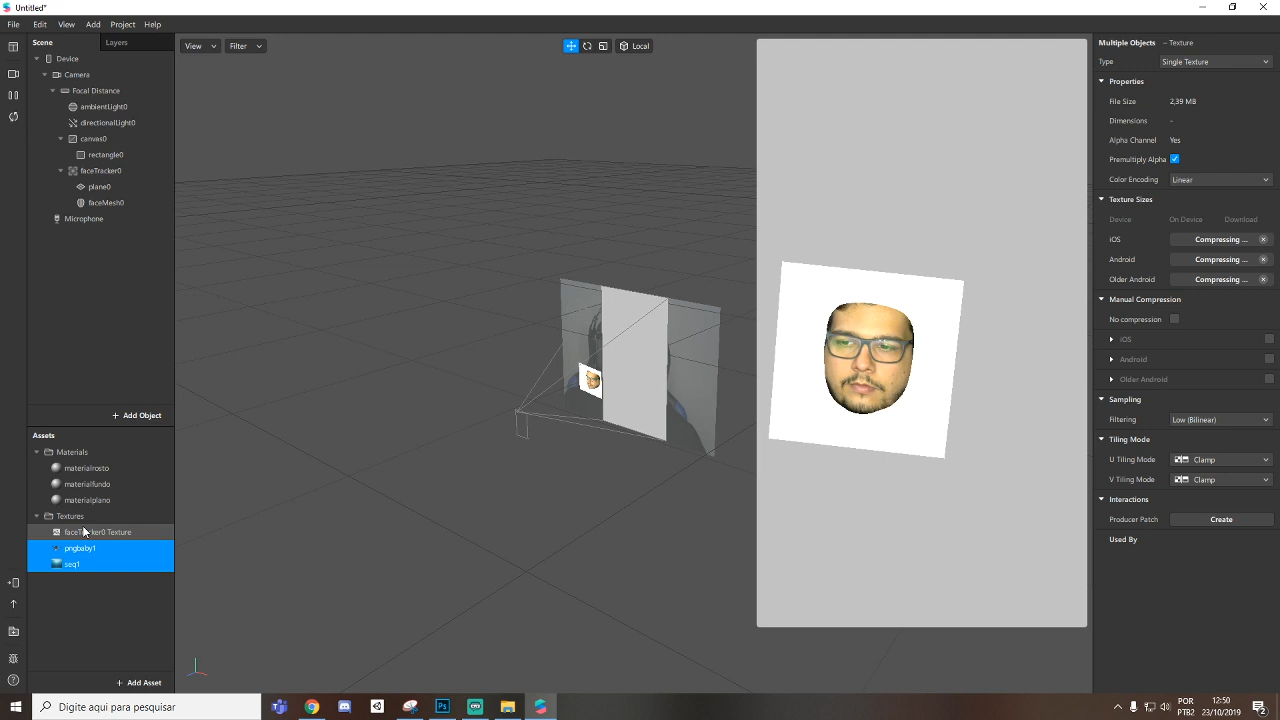 Untitled*
File Edit View Add Project Help
Scene Layers
Device
Camera
Focal Distance
ambientLight0
directionalLight0
canvas0
rectangle0
faceTracker0
plane0
faceMesh0
Microphone
+ Add Object
Assets
Materials
materialrosto
materialfundo
materialplano
Textures
faceTracker0 Texture
pngbaby1
seq1
+ Add Asset
View Filter Local
Multiple Objects – Texture
Type Single Texture
Properties
File Size 2,39 MB
Dimensions -
Alpha Channel Yes
Premultiply Alpha
Color Encoding Linear
Texture Sizes
Device On Device Download
iOS Compressing ...
Android Compressing ...
Older Android Compressing ...
Manual Compression
No compression
iOS
Android
Older Android
Sampling
Filtering Low (Bilinear)
Tiling Mode
U Tiling Mode Clamp
V Tiling Mode Clamp
Interactions
Producer Patch Create
Used By
Digite aqui para pesquisar
Ps
POR 12:50
PTB2 23/10/2019
2